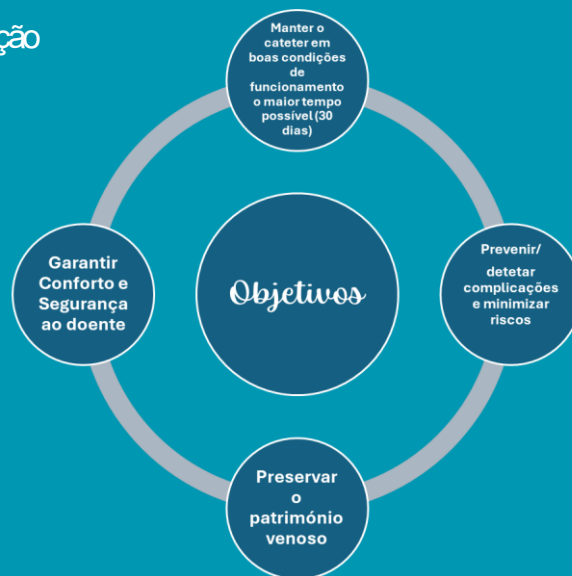 ção
Manter o
cateter em
boas condições
de
funcionamento
o maior tempo
possível (30
dias)
Garantir
Conforto e
Segurança
ao doente
Objetivos
Prevenir/
detetar
complicações
e minimizar
riscos
Preservar
o
património
venoso